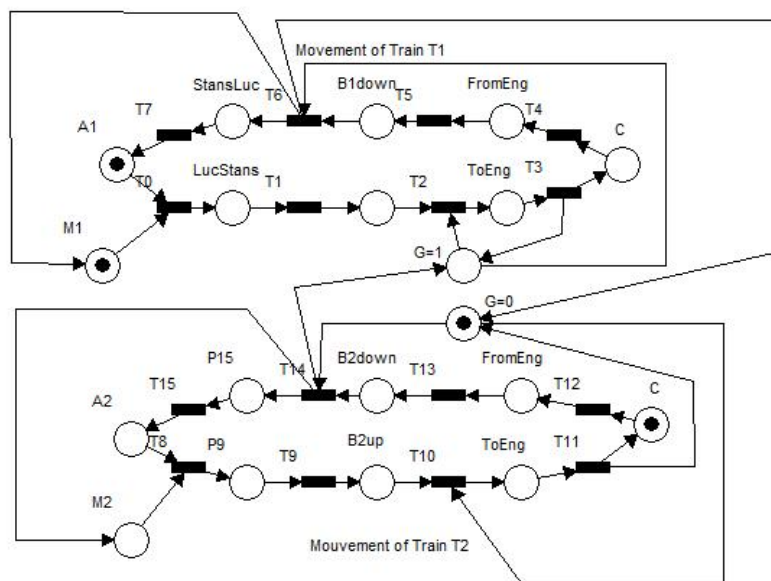 Movement of Train T1
StansLuc
T6
B1down
T5
FromEng
T7
T4
A1
C
T0
LucStans
T1
T2
ToEng
T3
M1
G=1
G=0
P15
T14
B2down
T13
FromEng
T15
T12
A2
C
T8
P9
T9
B2up
T10
ToEng
T11
M2
Mouvement of Train T2